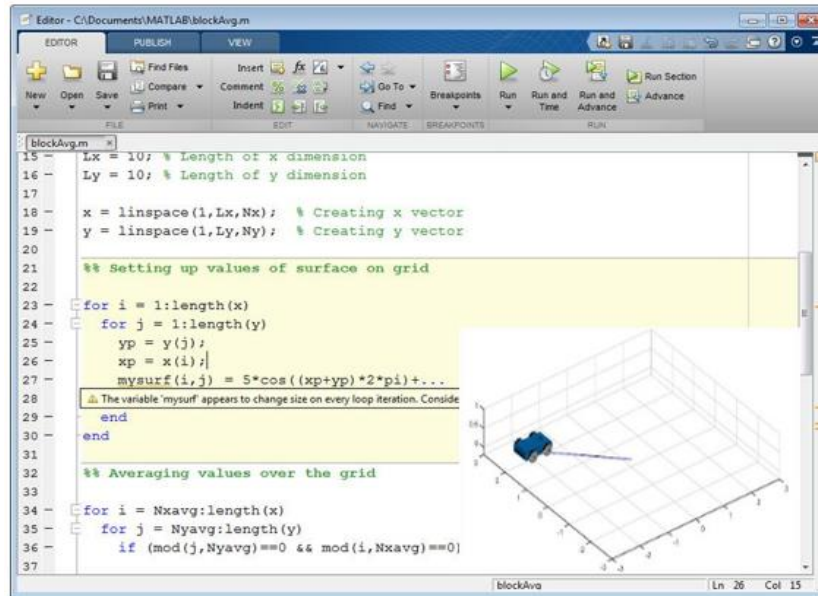 Editor - C:\Documents\MATLAB\blockAvg.m
EDITOR PUBLISH VIEW
New Open Save Find Files Compare Print
Insert fx Comment Indent
Go To Find
Breakpoints
Run Run and Time Run and Advance Run Section Advance
FILE EDIT NAVIGATE BREAKPOINTS RUN
blockAvg.m
15 Lx = 10; % Length of x dimension
16 Ly = 10; % Length of y dimension
17
18 x = linspace(1,Lx,Nx); % Creating x vector
19 y = linspace(1,Ly,Ny); % Creating y vector
20
21 %% Setting up values of surface on grid
22
23 for i = 1:length(x)
24 for j = 1:length(y)
25 yp = y(j);
26 xp = x(i);
27 mysurf(i,j) = 5*cos((xp+yp)*2*pi)+...
28 The variable 'mysurf' appears to change size on every loop iteration. Conside
29 end
30 end
31
32 %% Averaging values over the grid
33
34 for i = Nxavg:length(x)
35 for j = Nyavg:length(y)
36 if (mod(j,Nyavg)==0 && mod(i,Nxavg)==0)
37
blockAvg Ln 26 Col 15